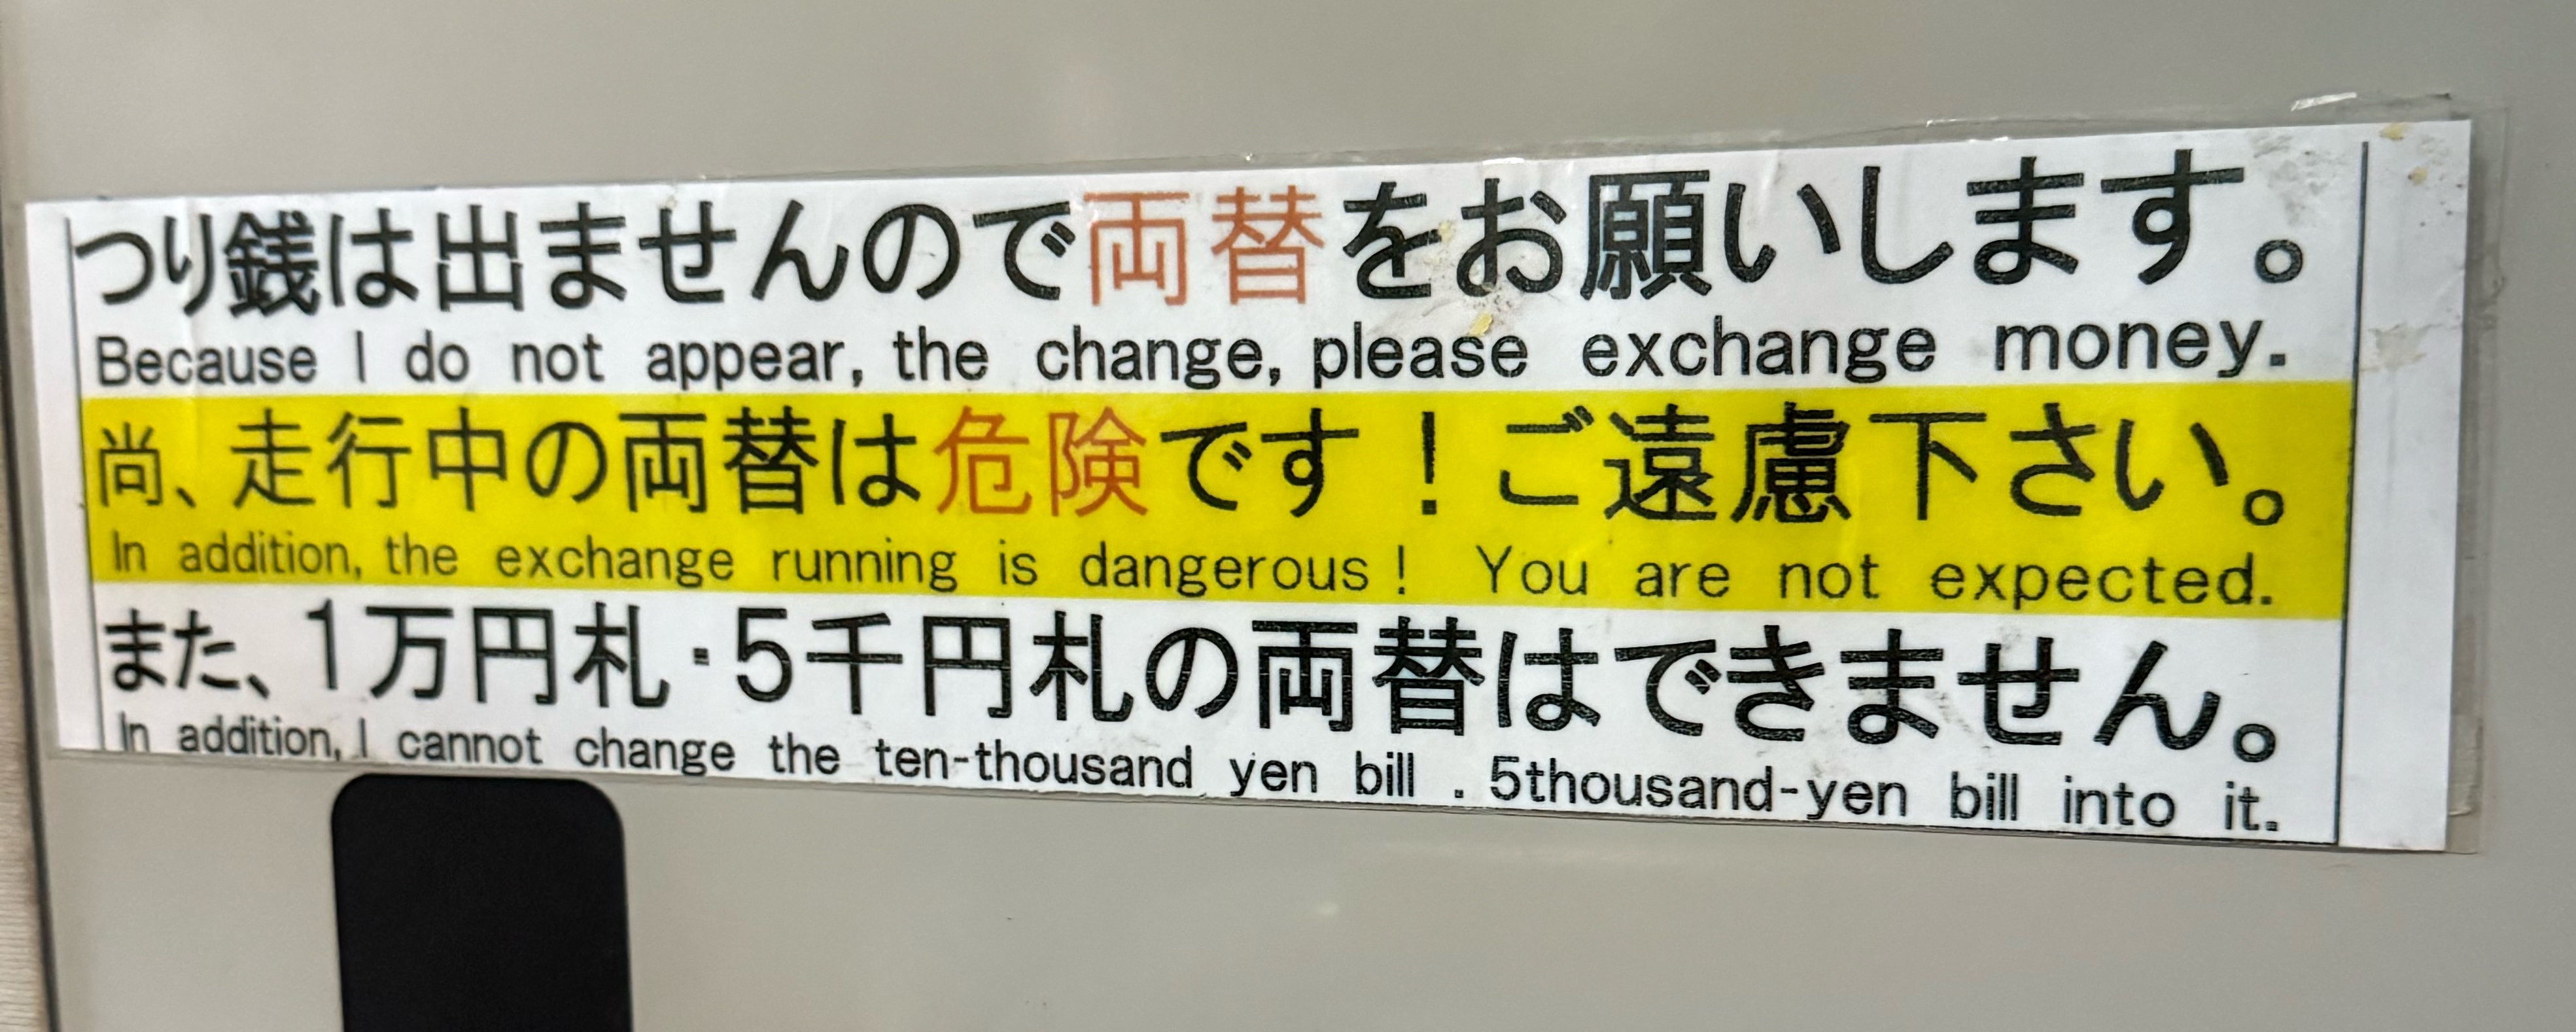 つり銭は出ませんので両替をお願いします。
Because I do not appear, the change, please exchange money.
尚、走行中の両替は危険です！ご遠慮下さい。
In addition, the exchange running is dangerous! You are not expected.
また、1万円札・5千円札の両替はできません。
In addition, I cannot change the ten-thousand yen bill . 5thousand-yen bill into it.